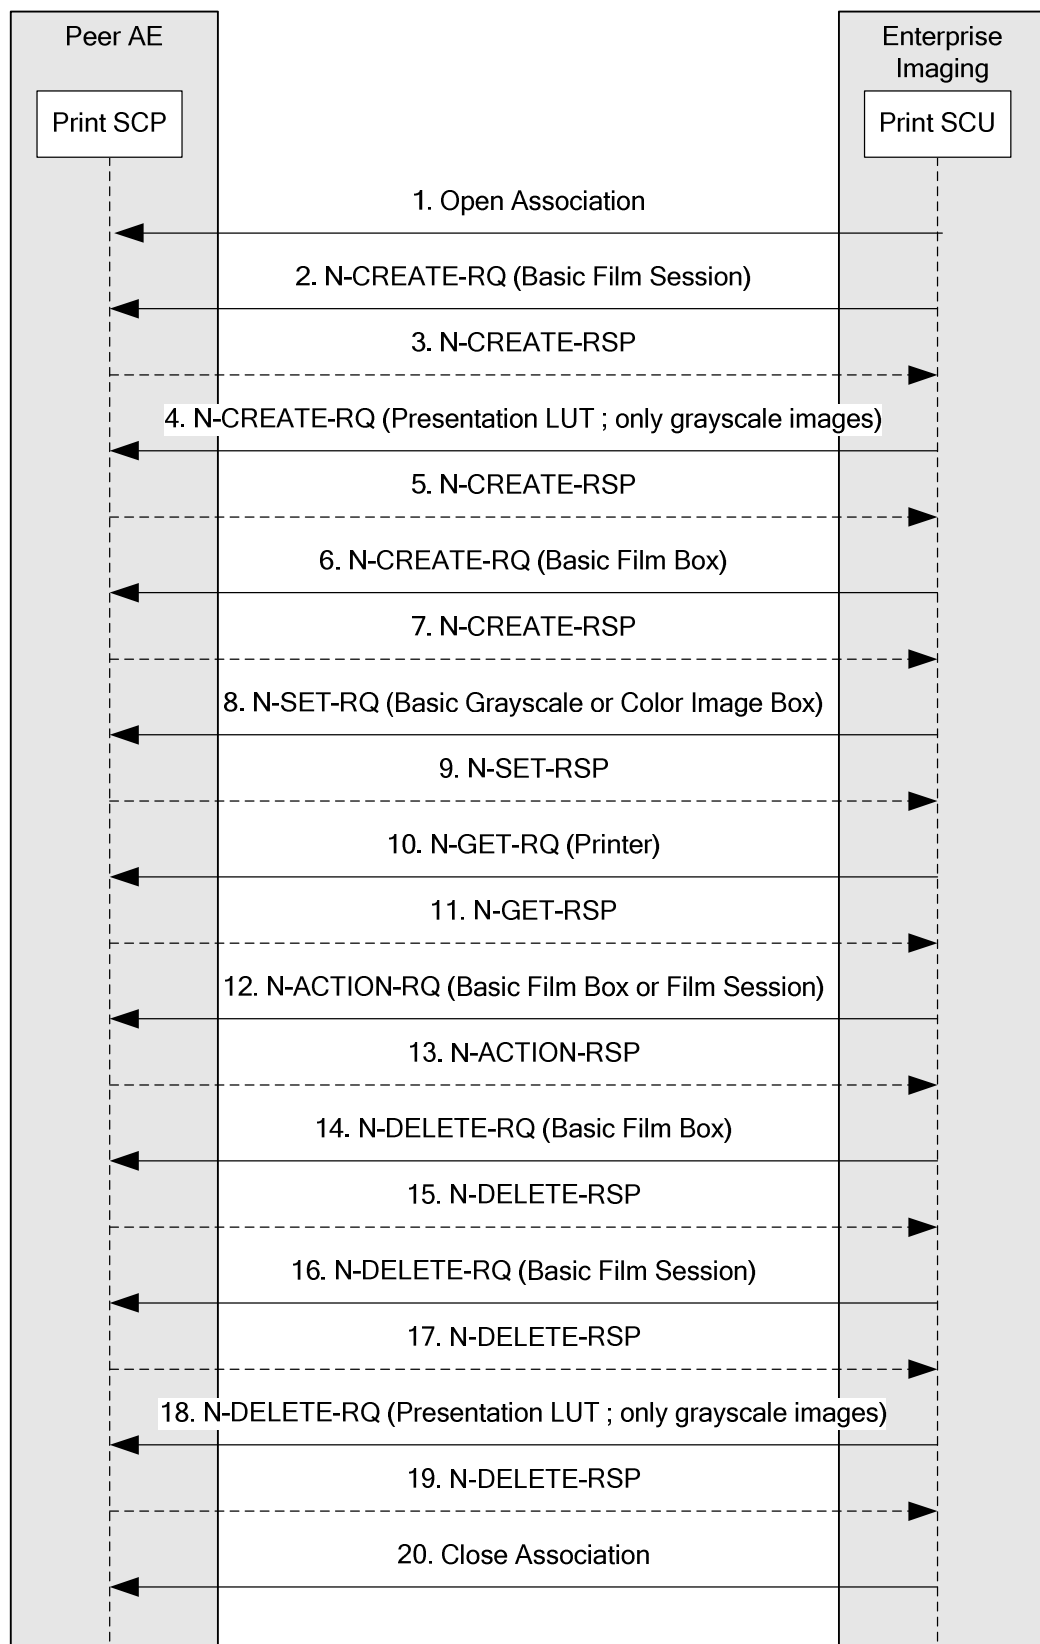 Peer AE
Enterprise
Imaging
Print SCP
Print SCU
1. Open Association
2. N-CREATE-RQ (Basic Film Session)
3. N-CREATE-RSP
4. N-CREATE-RQ (Presentation LUT ; only grayscale images)
5. N-CREATE-RSP
6. N-CREATE-RQ (Basic Film Box)
7. N-CREATE-RSP
8. N-SET-RQ (Basic Grayscale or Color Image Box)
9. N-SET-RSP
10. N-GET-RQ (Printer)
11. N-GET-RSP
12. N-ACTION-RQ (Basic Film Box or Film Session)
13. N-ACTION-RSP
14. N-DELETE-RQ (Basic Film Box)
15. N-DELETE-RSP
16. N-DELETE-RQ (Basic Film Session)
17. N-DELETE-RSP
18. N-DELETE-RQ (Presentation LUT ; only grayscale images)
19. N-DELETE-RSP
20. Close Association